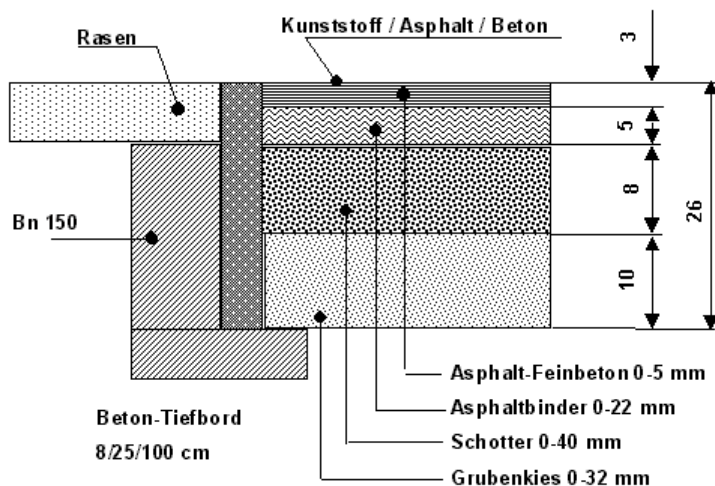 Kunststoff / Asphalt / Beton
Rasen
3
5
8
10
26
Bn 150
Asphalt-Feinbeton 0-5 mm
Asphaltbinder 0-22 mm
Schotter 0-40 mm
Grubenkies 0-32 mm
Beton-Tiefbord
8/25/100 cm